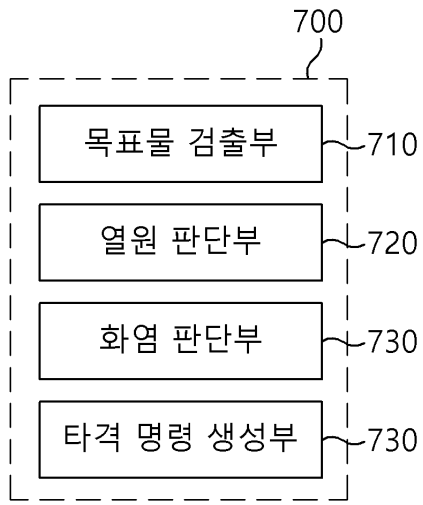 700
목표물 검출부 710
열원 판단부 720
화염 판단부 730
타격 명령 생성부 730